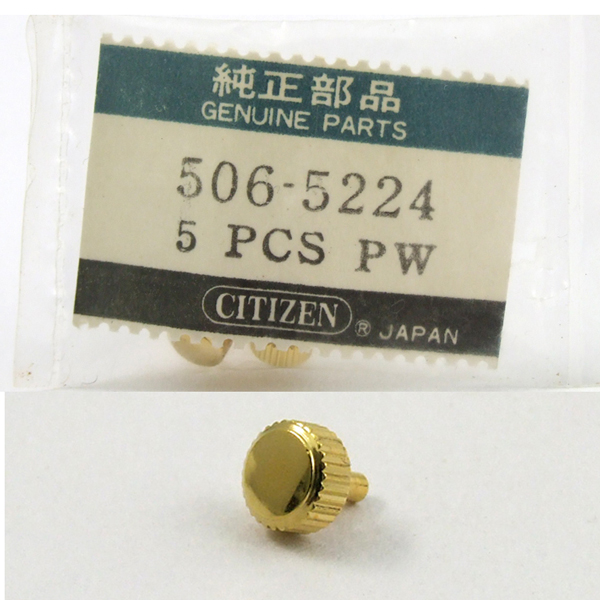 純正部品
GENUINE PARTS
506-5224
5 PCS PW
CITIZEN ® JAPAN